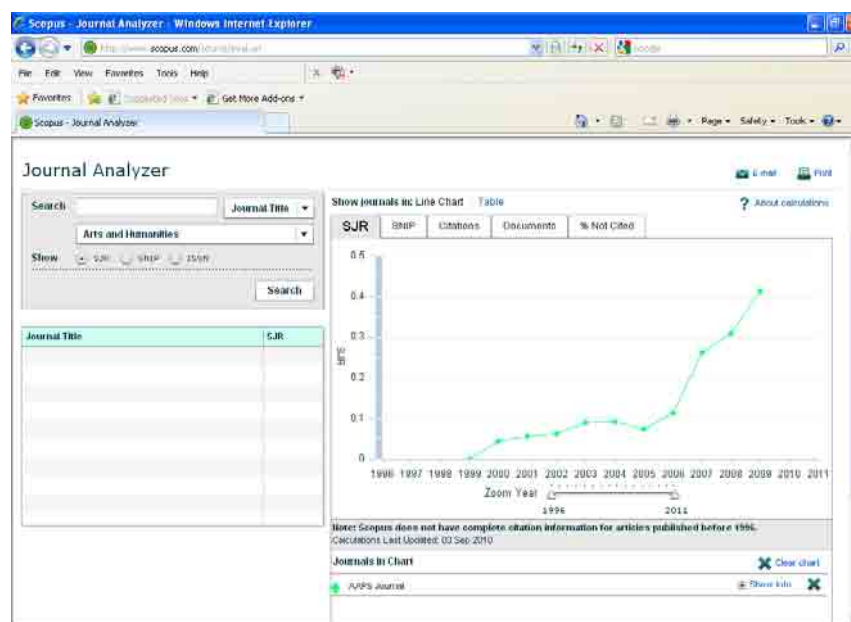 Scopus - Journal Analyzer - Windows Internet Explorer
scopus.com
File Edit View Favorites Tools Help
Favorites Get More Add-ons
Scopus - Journal Analyzer
Page Safety Tools
Journal Analyzer
E-mail Print
Search Journal Title
Arts and Humanities
Show SJR SNIP ISSN
Search
Journal Title SJR
Show journals in: Line Chart Table
? About calculations
SJR SNIP Citations Documents % Not Cited
0.5
0.4
0.3
SJR
0.2
0.1
0
1996 1997 1998 1999 2000 2001 2002 2003 2004 2005 2006 2007 2008 2009 2010 2011
Zoom Year
1996 2011
Note: Scopus does not have complete citation information for articles published before 1996.
Calculations Last Updated: 03 Sep 2010
Journals in Chart Clear chart
AAPS Journal Show Info